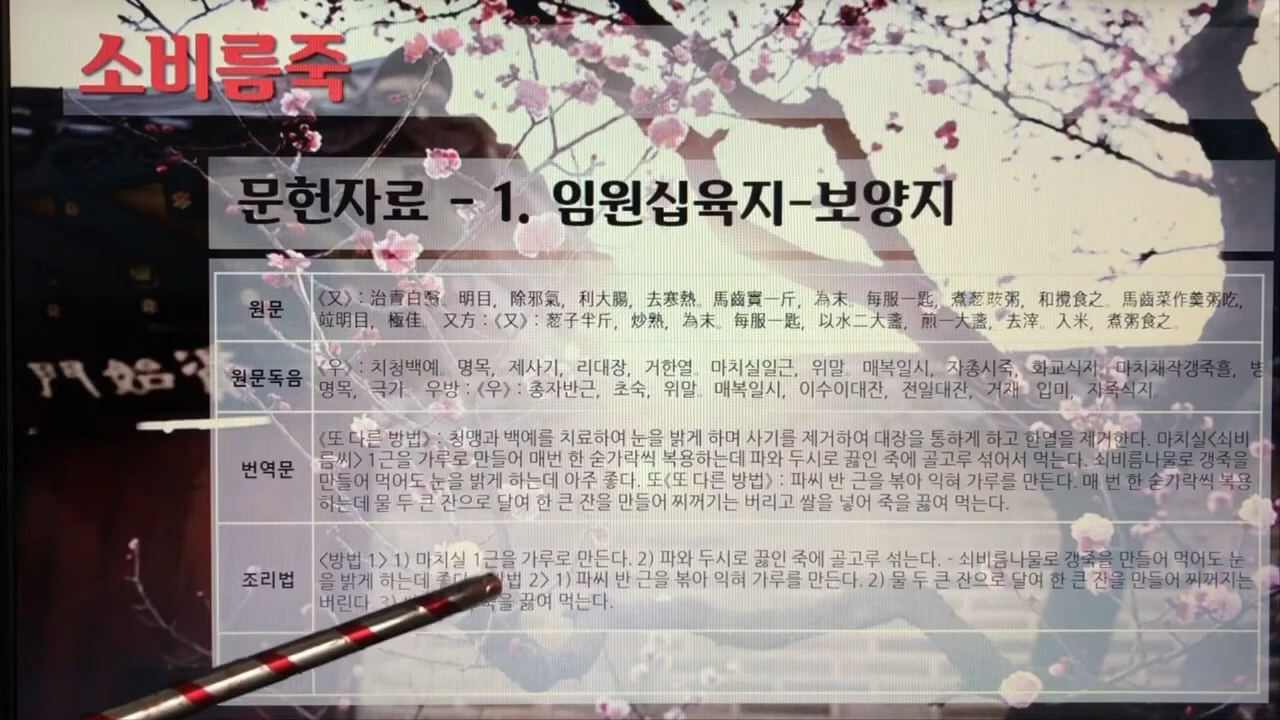 소비름죽
문헌자료 - 1. 임원십육지-보양지
원문
《又》: 治青白翳。明目, 除邪氣, 利大腸, 去寒熱。馬齒實一斤, 為末。每服一匙, 煮葱豉粥, 和攪食之。馬齒菜作羹粥吃,
竝明目, 極佳。又方 :《又》: 葱子半斤, 炒熟, 為末。每服一匙, 以水二大盞, 煎一大盞, 去滓。入米, 煮粥食之。
원문독음
《우》: 치청백예。명목, 제사기, 리대장, 거한열。마치실일근, 위말。매복일시, 자총시죽, 화교식지。마치채작갱죽흘, 병
명목, 극가。우방 :《우》: 총자반근, 초숙, 위말。매복일시, 이수이대잔, 전일대잔, 거재。입미, 자죽식지。
번역문
《또 다른 방법》: 청맹과 백예를 치료하여 눈을 밝게 하며 사기를 제거하여 대장을 통하게 하고 한열을 제거한다. 마치실<쇠비
름씨> 1근을 가루로 만들어 매번 한 숟가락씩 복용하는데 파와 두시로 끓인 죽에 골고루 섞어서 먹는다. 쇠비름나물로 갱죽을
만들어 먹어도 눈을 밝게 하는데 아주 좋다. 또《또 다른 방법》: 파씨 반 근을 볶아 익혀 가루를 만든다. 매 번 한 숟가락씩 복용
하는데 물 두 큰 잔으로 달여 한 큰 잔을 만들어 찌꺼기는 버리고 쌀을 넣어 죽을 끓여 먹는다.
조리법
<방법 1> 1) 마치실 1근을 가루로 만든다. 2) 파와 두시로 끓인 죽에 골고루 섞는다. - 쇠비름나물로 갱죽을 만들어 먹어도 눈
을 밝게 하는데 2> 1) 파씨 반 근을 볶아 익혀 가루를 만든다. 2) 물 두 큰 잔으로 달여 한 큰 잔을 만들어 찌꺼기는
버린다. 끓여 먹는다.